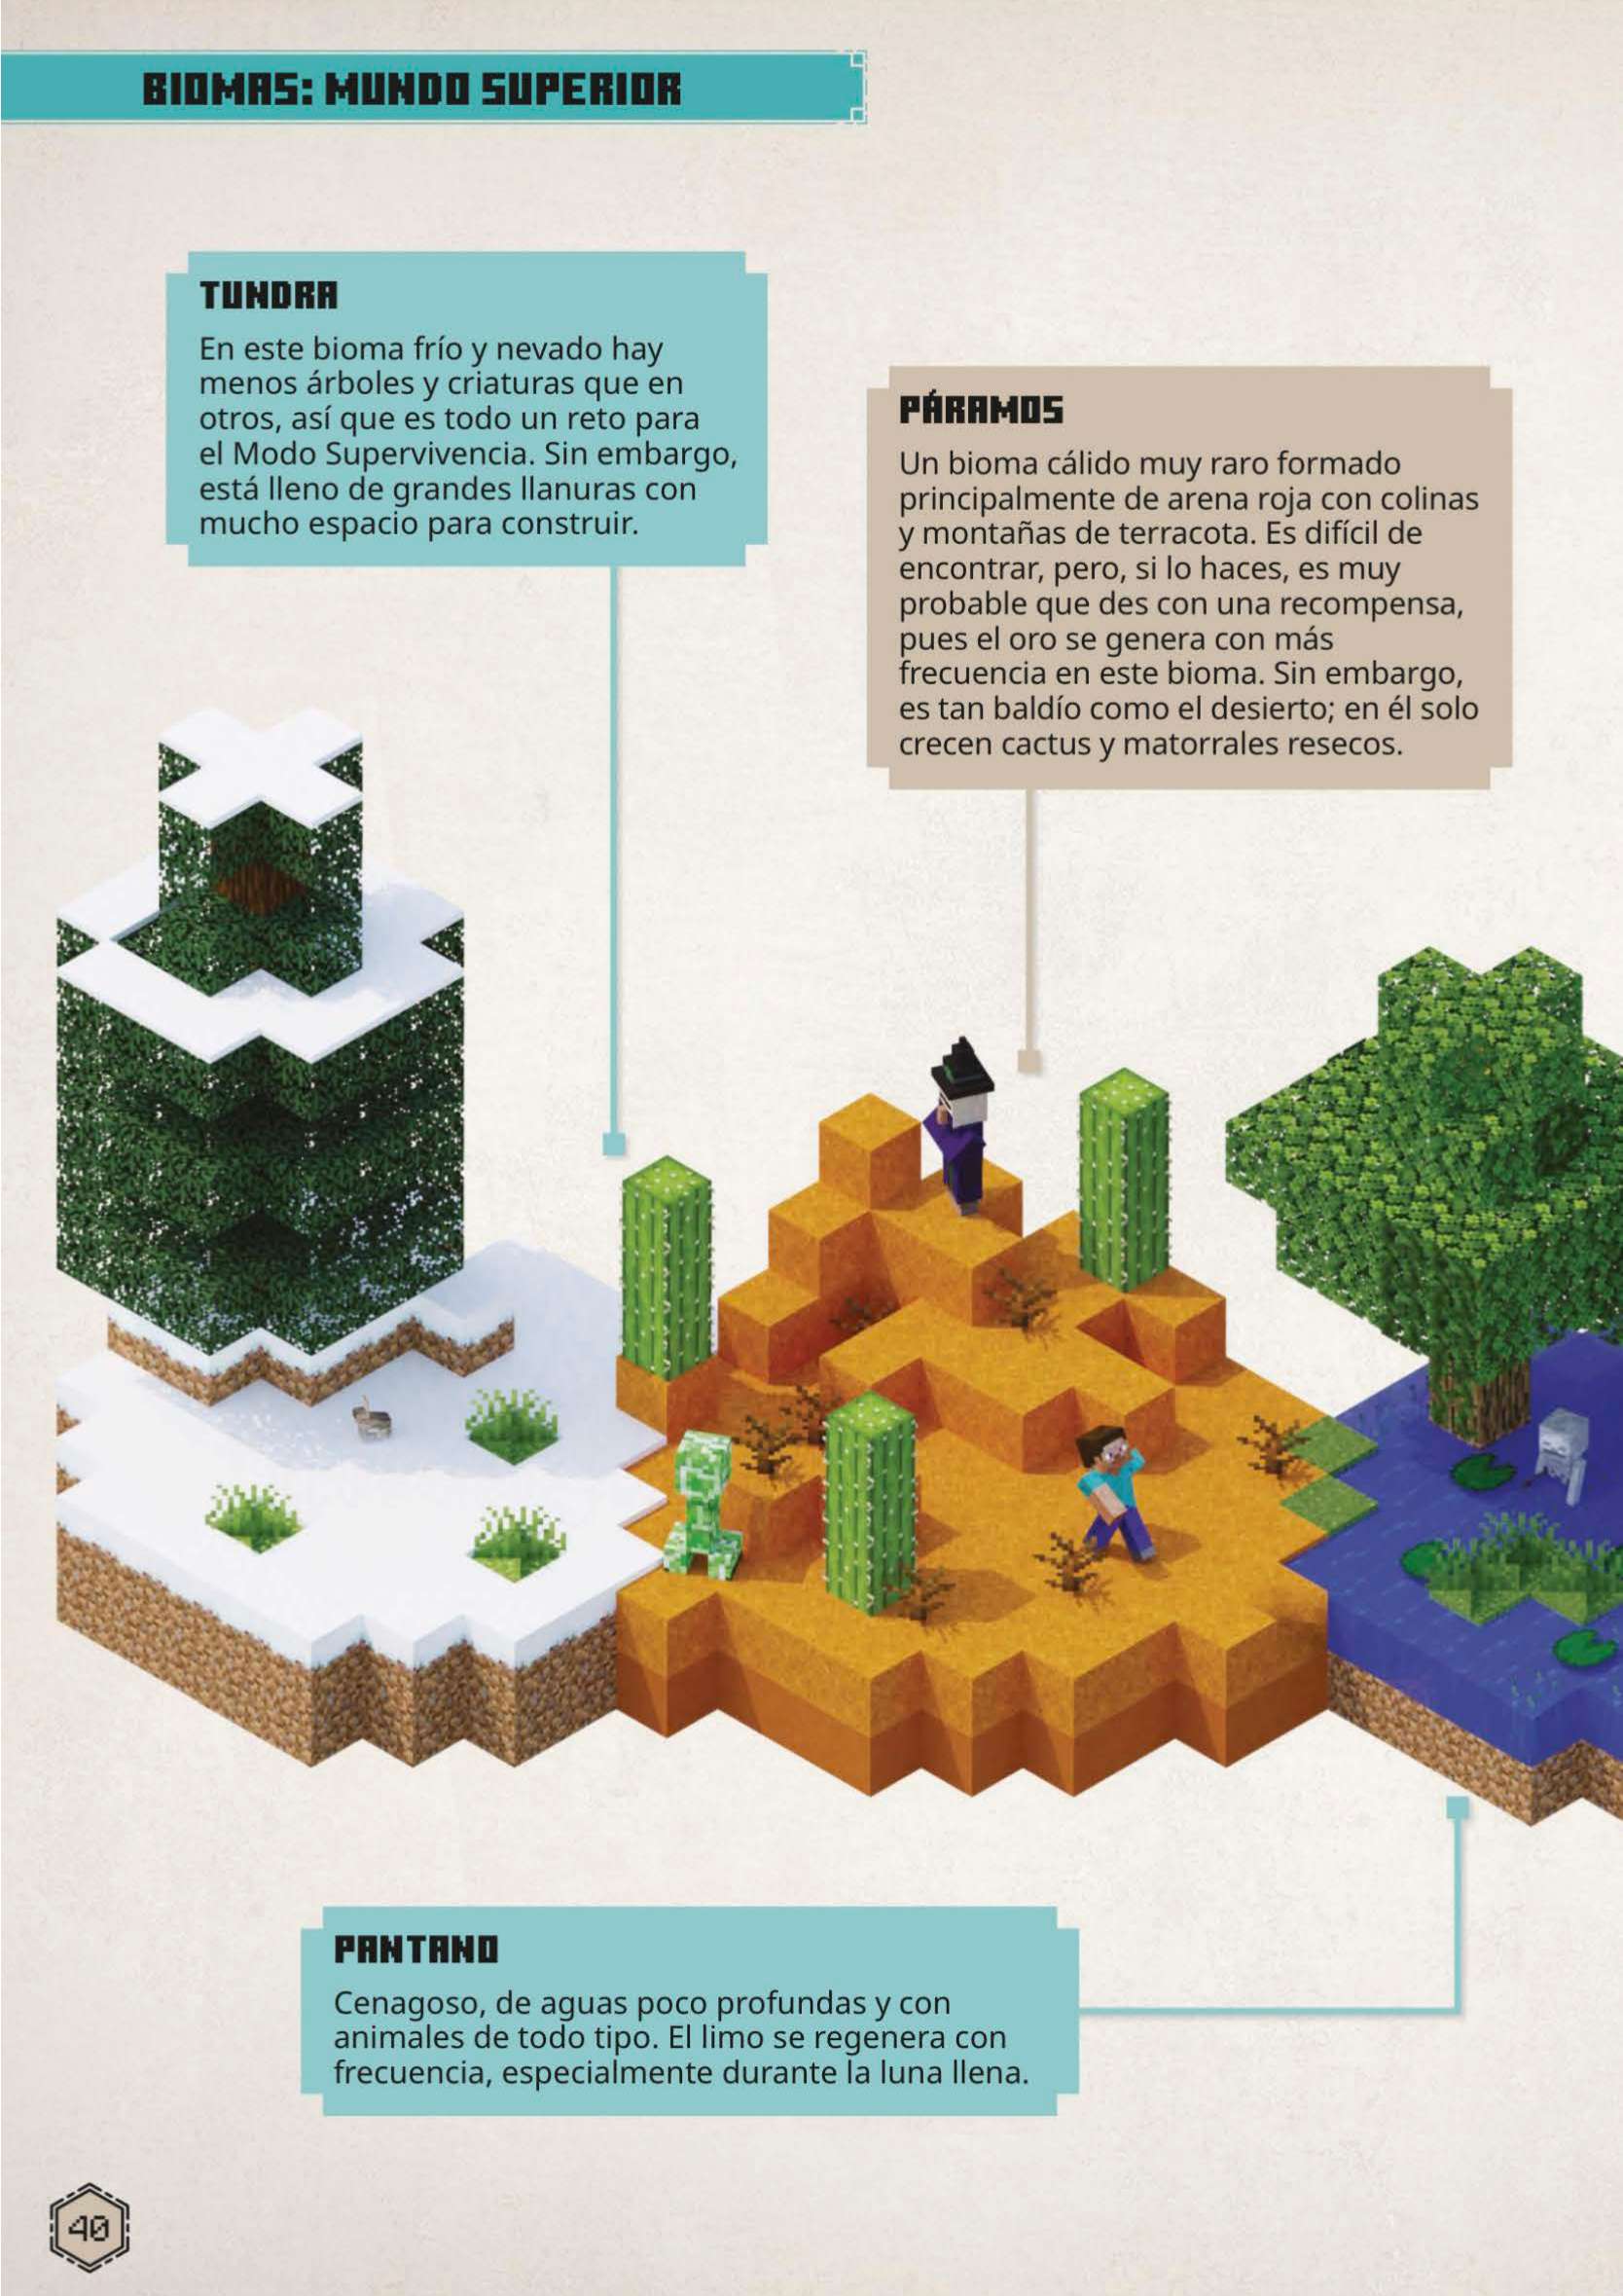 BIOMAS: MUNDO SUPERIOR
TUNDRA
En este bioma frío y nevado hay
menos árboles y criaturas que en
otros, así que es todo un reto para
el Modo Supervivencia. Sin embargo,
está lleno de grandes llanuras con
mucho espacio para construir.
PÁRAMOS
Un bioma cálido muy raro formado
principalmente de arena roja con colinas
y montañas de terracota. Es difícil de
encontrar, pero, si lo haces, es muy
probable que des con una recompensa,
pues el oro se genera con más
frecuencia en este bioma. Sin embargo,
es tan baldío como el desierto; en él solo
crecen cactus y matorrales resecos.
PANTANO
Cenagoso, de aguas poco profundas y con
animales de todo tipo. El limo se regenera con
frecuencia, especialmente durante la luna llena.
40